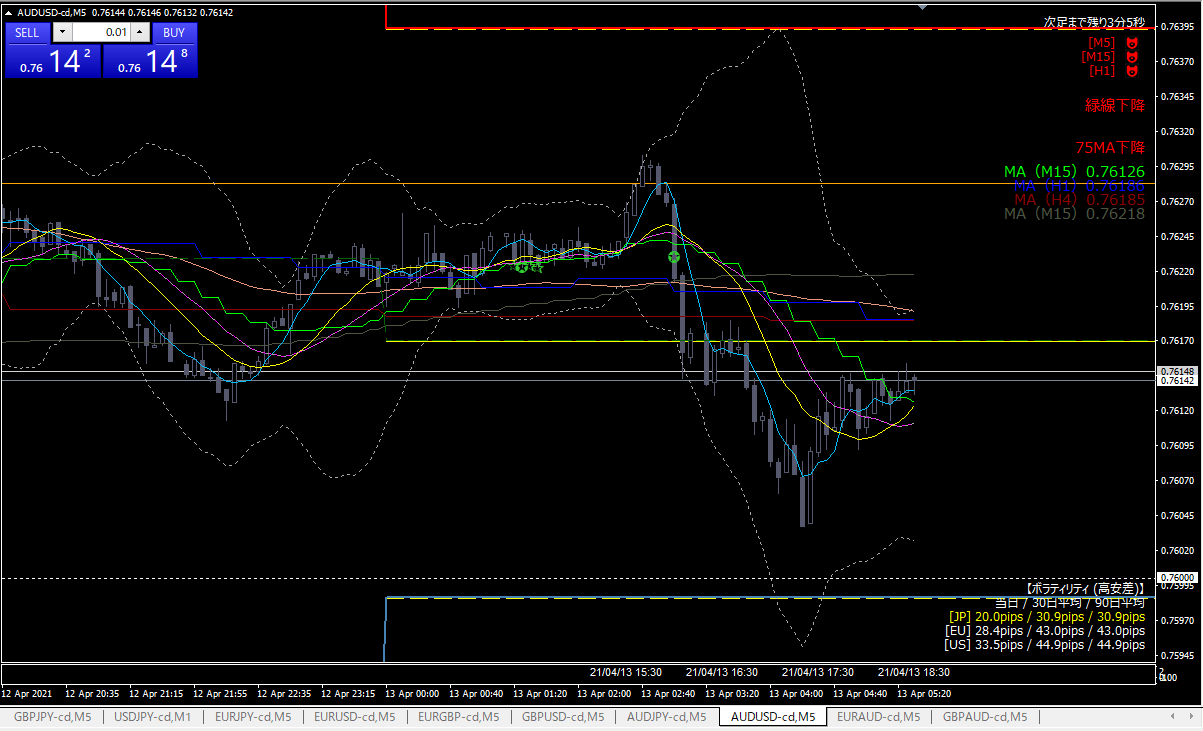 AUDUSD-cd,M5 0.76144 0.76146 0.76132 0.76142
SELL 0.01 BUY
0.76 14 2 0.76 14 8
次足まで残り3分5秒
[M5]
[M15]
[H1]
緑線下降
75MA下降
MA (M15) 0.76126
MA (H1) 0.76166
MA (H4) 0.76185
MA (M15) 0.76218
0.76395
0.76370
0.76345
0.76320
0.76295
0.76270
0.76245
0.76220
0.76195
0.76170
0.76148
0.76142
0.76120
0.76095
0.76070
0.76045
0.76020
0.76000
0.75995
0.75970
0.75945
【ボラティリティ (高安差)】
当日 / 30日平均 / 90日平均
[JP] 20.0pips / 30.9pips / 30.9pips
[EU] 28.4pips / 43.0pips / 43.0pips
[US] 33.5pips / 44.9pips / 44.9pips
21/04/13 15:30 21/04/13 16:30 21/04/13 17:30 21/04/13 18:30
12 Apr 2021 12 Apr 20:35 12 Apr 21:15 12 Apr 21:55 12 Apr 22:35 12 Apr 23:15 13 Apr 00:00 13 Apr 00:40 13 Apr 01:20 13 Apr 02:00 13 Apr 02:40 13 Apr 03:20 13 Apr 04:00 13 Apr 04:40 13 Apr 05:20
GBPJPY-cd,M5 USDJPY-cd,M1 EURJPY-cd,M5 EURUSD-cd,M5 EURGBP-cd,M5 GBPUSD-cd,M5 AUDJPY-cd,M5 AUDUSD-cd,M5 EURAUD-cd,M5 GBPAUD-cd,M5